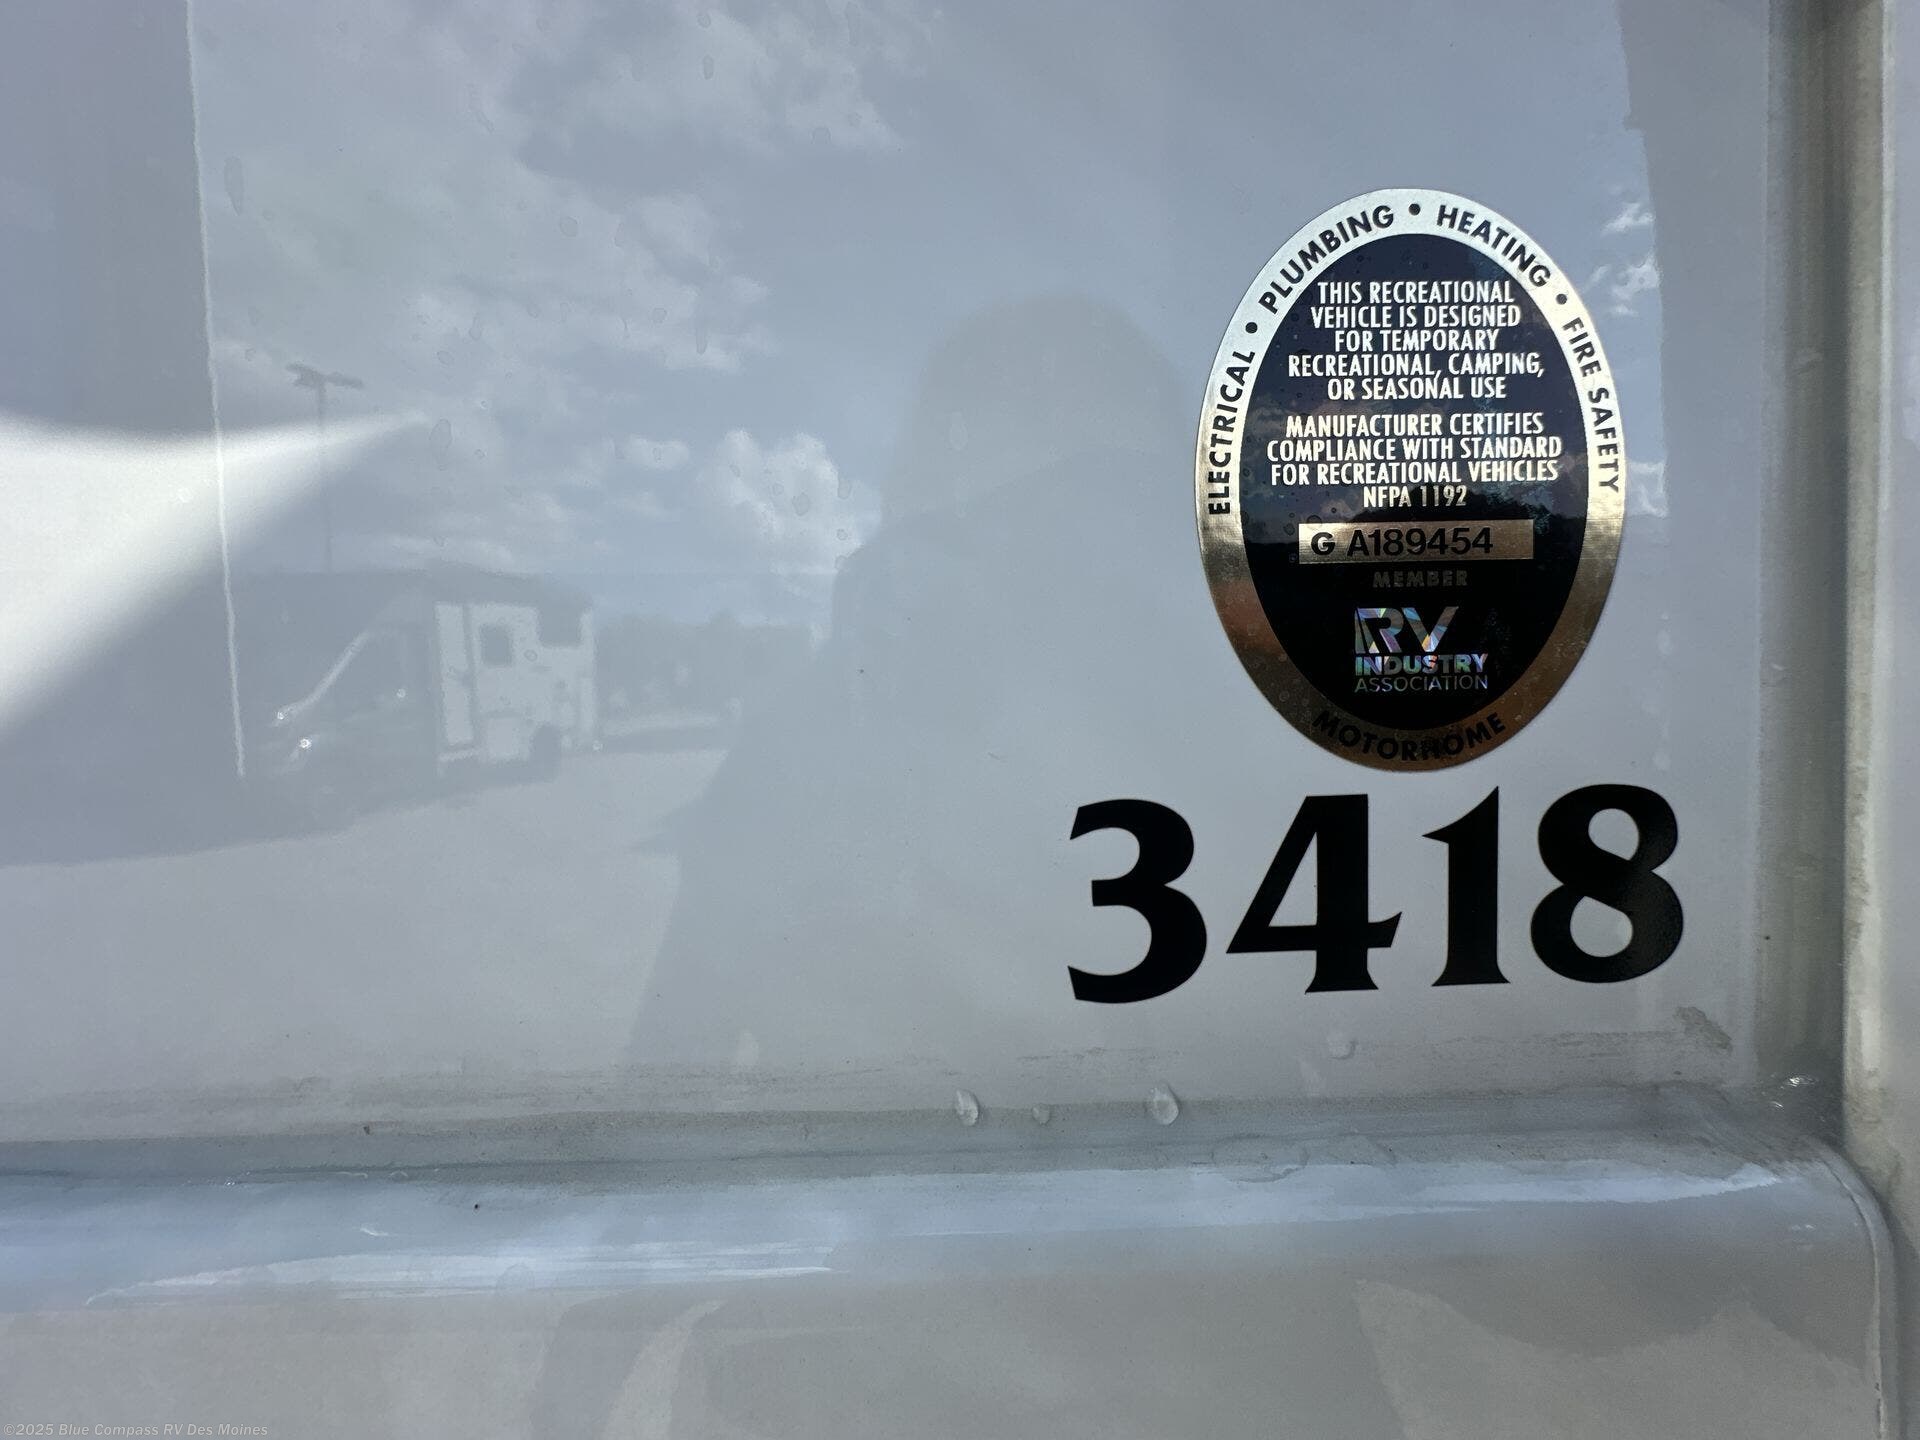 ELECTRICAL • PLUMBING • HEATING • FIRE SAFETY
THIS RECREATIONAL
VEHICLE IS DESIGNED
FOR TEMPORARY
RECREATIONAL, CAMPING,
OR SEASONAL USE
MANUFACTURER CERTIFIES
COMPLIANCE WITH STANDARD
FOR RECREATIONAL VEHICLES
NFPA 1192
G A189454
MEMBER
RV
INDUSTRY
ASSOCIATION
MOTORHOME
3418
©2025 Blue Compass RV Des Moines